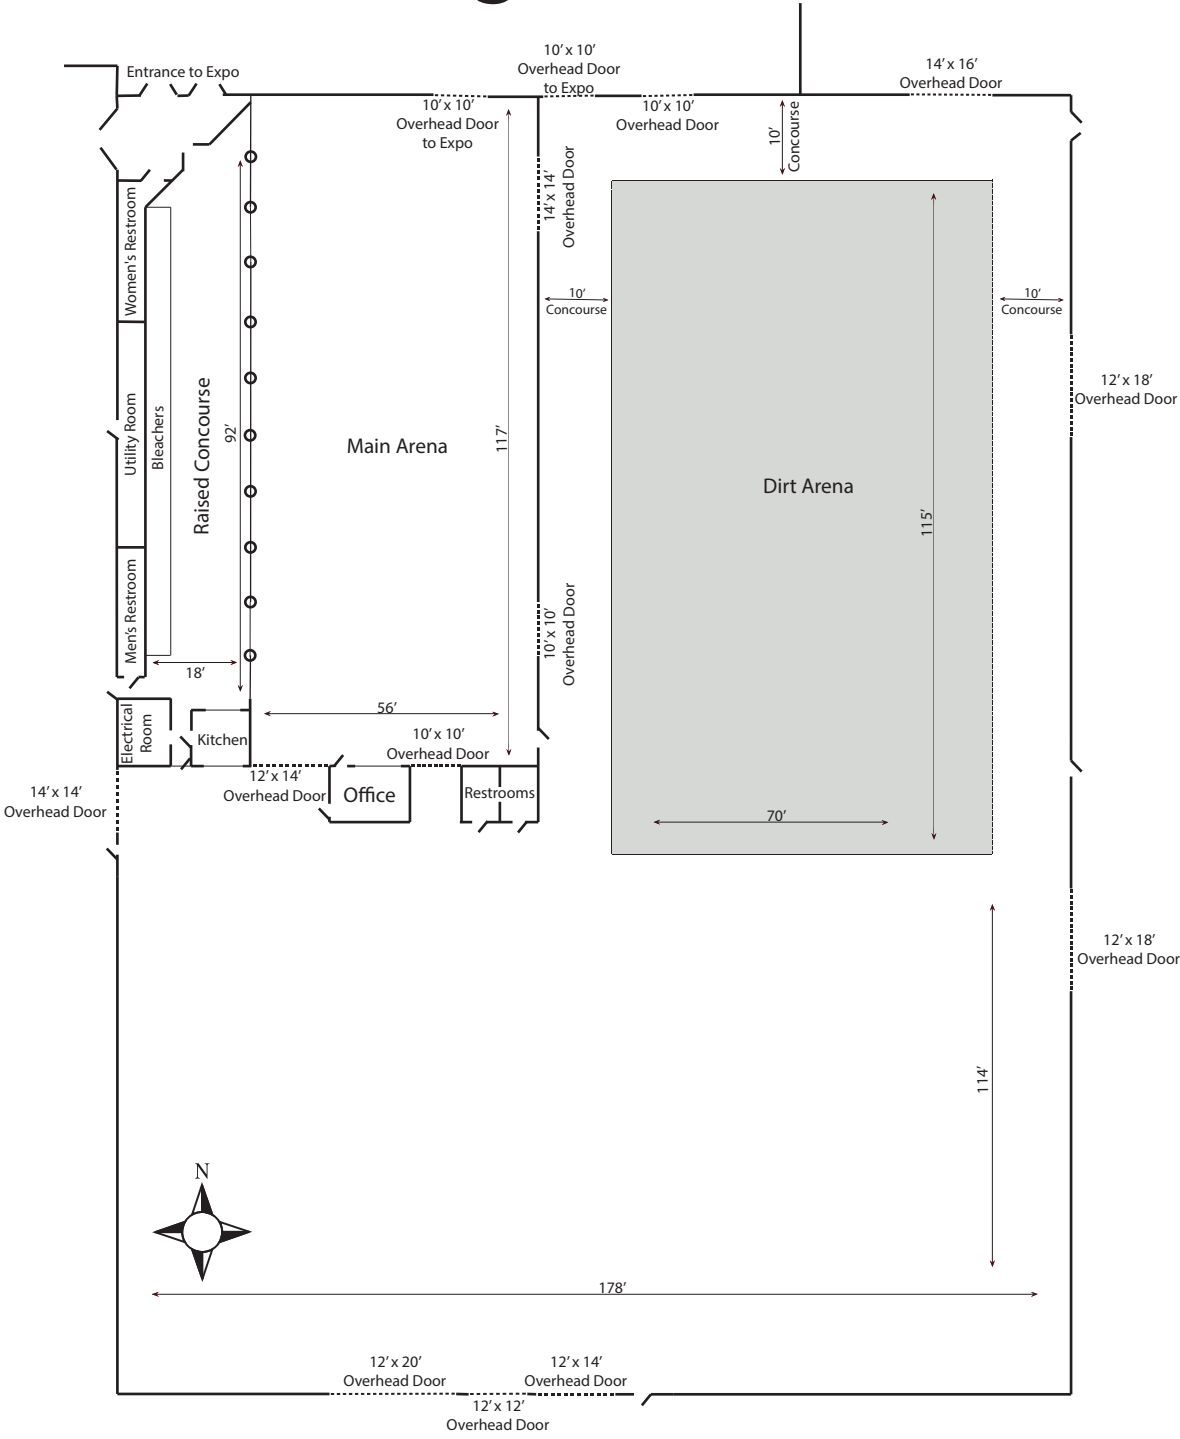 10’ x 10’
Overhead Door
to Expo
14’ x 16’
Overhead Door
Entrance to Expo
10’ x 10’
Overhead Door
to Expo
10’ x 10’
Overhead Door
10’
Concourse
14’ x 14’
Overhead Door
Women's Restroom
10’
Concourse
10’
Concourse
12’ x 18’
Overhead Door
Utility Room
Bleachers
Raised Concourse
92’
Main Arena
117’
Dirt Arena
115’
Men's Restroom
10’ x 10’
Overhead Door
18’
56’
Electrical
Room
Kitchen
10’ x 10’
Overhead Door
12’ x 14’
Overhead Door
Office
Restrooms
14’ x 14’
Overhead Door
70’
12’ x 18’
Overhead Door
114’
N
178’
12’ x 20’
Overhead Door
12’ x 14’
Overhead Door
12’ x 12’
Overhead Door